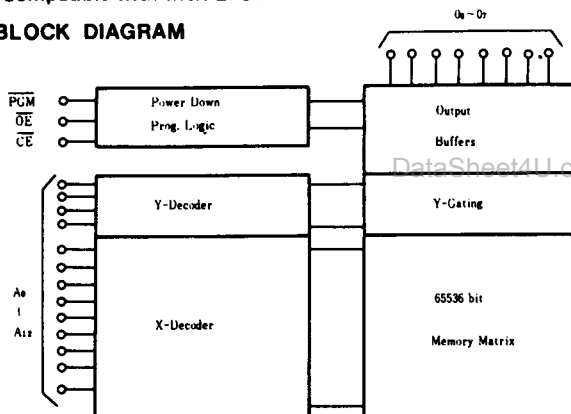 BLOCK DIAGRAM
O₀~O₇
PGM
OE
CE
Power Down
Prog. Logic
Output
Buffers
DataSheet4U.c
Y-Decoder
Y-Gating
A₀
A₁₂
X-Decoder
65536 bit
Memory Matrix